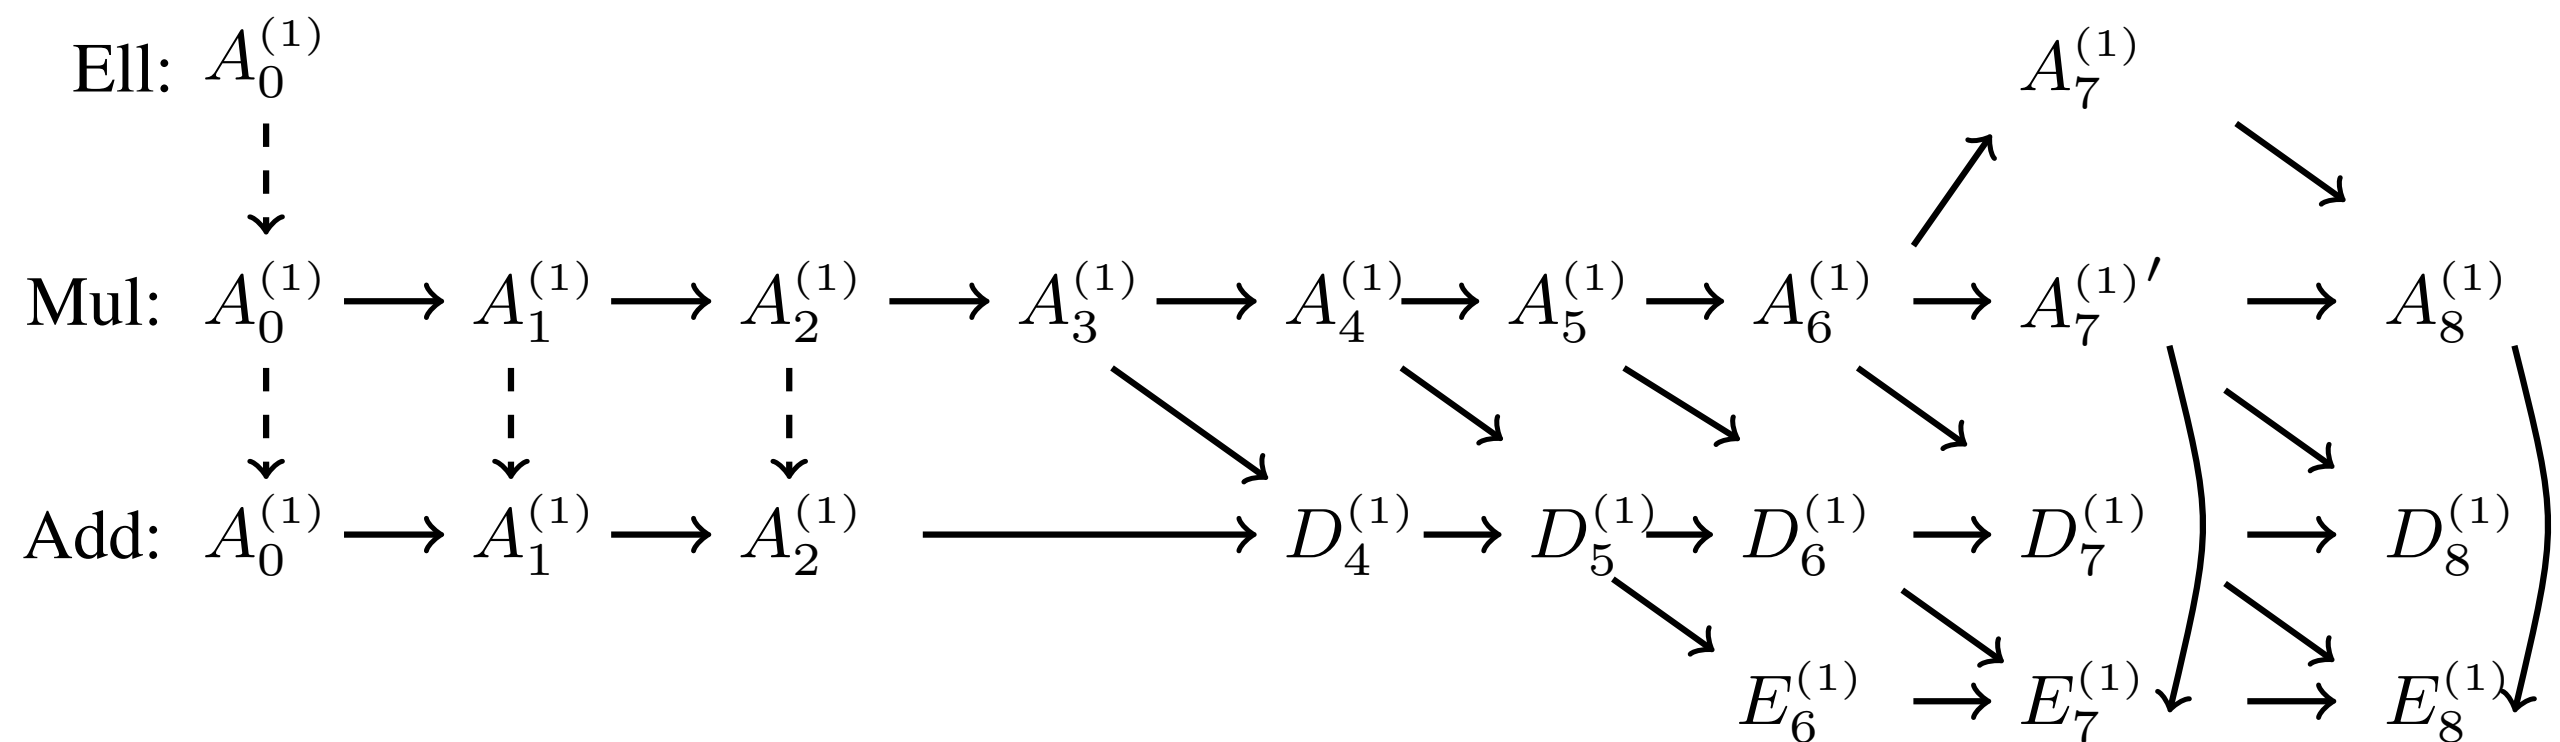 Ell: A_0^{(1)} A_7^{(1)}
Mul: A_0^{(1)} A_1^{(1)} A_2^{(1)} A_3^{(1)} A_4^{(1)} A_5^{(1)} A_6^{(1)} A_7^{(1)}′ A_8^{(1)}
Add: A_0^{(1)} A_1^{(1)} A_2^{(1)} D_4^{(1)} D_5^{(1)} D_6^{(1)} D_7^{(1)} D_8^{(1)}
E_6^{(1)} E_7^{(1)} E_8^{(1)}